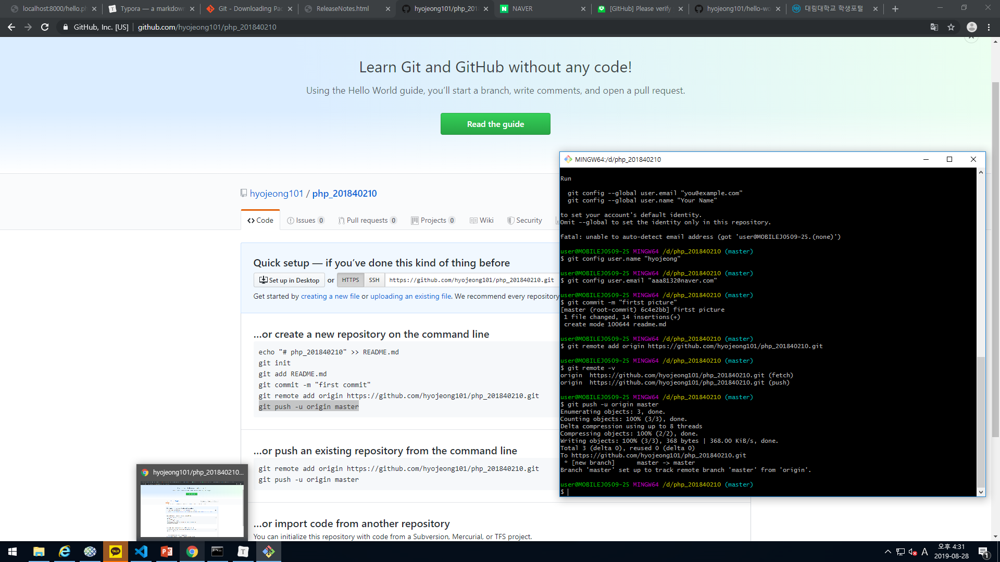 localhost:8000/hello.p
Typora — a markdown
Git - Downloading Pac
ReleaseNotes.html
hyojeong101/php_201
NAVER
[GitHub] Please verify
hyojeong101/hello-wo
대림대학교 학생포털
GitHub, Inc. [US]
github.com/hyojeong101/php_201840210
Learn Git and GitHub without any code!
Using the Hello World guide, you’ll start a branch, write comments, and open a pull request.
Read the guide
hyojeong101 / php_201840210
Code
Issues 0
Pull requests 0
Projects 0
Wiki
Security
Quick setup — if you’ve done this kind of thing before
Set up in Desktop or HTTPS SSH https://github.com/hyojeong101/php_201840210.git
Get started by creating a new file or uploading an existing file. We recommend every repository
…or create a new repository on the command line
echo "# php_201840210" >> README.md
git init
git add README.md
git commit -m "first commit"
git remote add origin https://github.com/hyojeong101/php_201840210.git
git push -u origin master
…or push an existing repository from the command line
git remote add origin https://github.com/hyojeong101/php_201840210.git
git push -u origin master
…or import code from another repository
You can initialize this repository with code from a Subversion, Mercurial, or TFS project.
MINGW64:/d/php_201840210
Run
git config --global user.email "you@example.com"
git config --global user.name "Your Name"
to set your account's default identity.
Omit --global to set the identity only in this repository.
fatal: unable to auto-detect email address (got 'user@MOBILEJ0509-25.(none)')
user@MOBILEJ0509-25 MINGW64 /d/php_201840210 (master)
$ git config user.name "hyojeong"
user@MOBILEJ0509-25 MINGW64 /d/php_201840210 (master)
$ git config user.email "aaa8132@naver.com"
user@MOBILEJ0509-25 MINGW64 /d/php_201840210 (master)
$ git commit -m "firtst picture"
[master (root-commit) 6c4e2bb] firtst picture
1 file changed, 14 insertions(+)
create mode 100644 readme.md
user@MOBILEJ0509-25 MINGW64 /d/php_201840210 (master)
$ git remote add origin https://github.com/hyojeong101/php_201840210.git
user@MOBILEJ0509-25 MINGW64 /d/php_201840210 (master)
$ git remote -v
origin https://github.com/hyojeong101/php_201840210.git (fetch)
origin https://github.com/hyojeong101/php_201840210.git (push)
user@MOBILEJ0509-25 MINGW64 /d/php_201840210 (master)
$ git push -u origin master
Enumerating objects: 3, done.
Counting objects: 100% (3/3), done.
Delta compression using up to 8 threads
Compressing objects: 100% (2/2), done.
Writing objects: 100% (3/3), 368 bytes | 368.00 KiB/s, done.
Total 3 (delta 0), reused 0 (delta 0)
To https://github.com/hyojeong101/php_201840210.git
* [new branch] master -> master
Branch 'master' set up to track remote branch 'master' from 'origin'.
user@MOBILEJ0509-25 MINGW64 /d/php_201840210 (master)
$
hyojeong101/php_201840210...
TALK
T
A
오후 4:31
2019-08-28
1